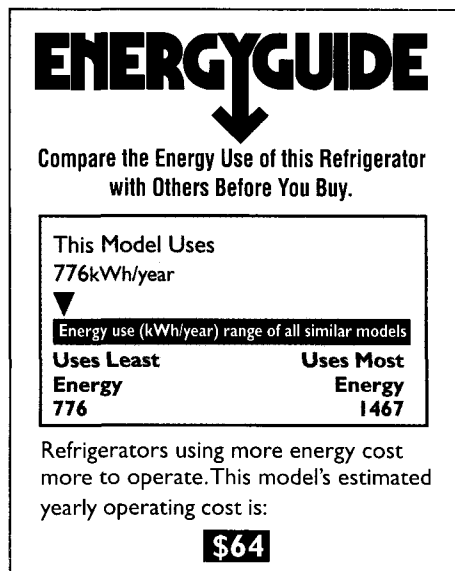 ENERGYGUIDE
Compare the Energy Use of this Refrigerator
with Others Before You Buy.
This Model Uses
776kWh/year
Energy use (kWh/year) range of all similar models
Uses Least Uses Most
Energy Energy
776 1467
Refrigerators using more energy cost
more to operate. This model's estimated
yearly operating cost is:
$64